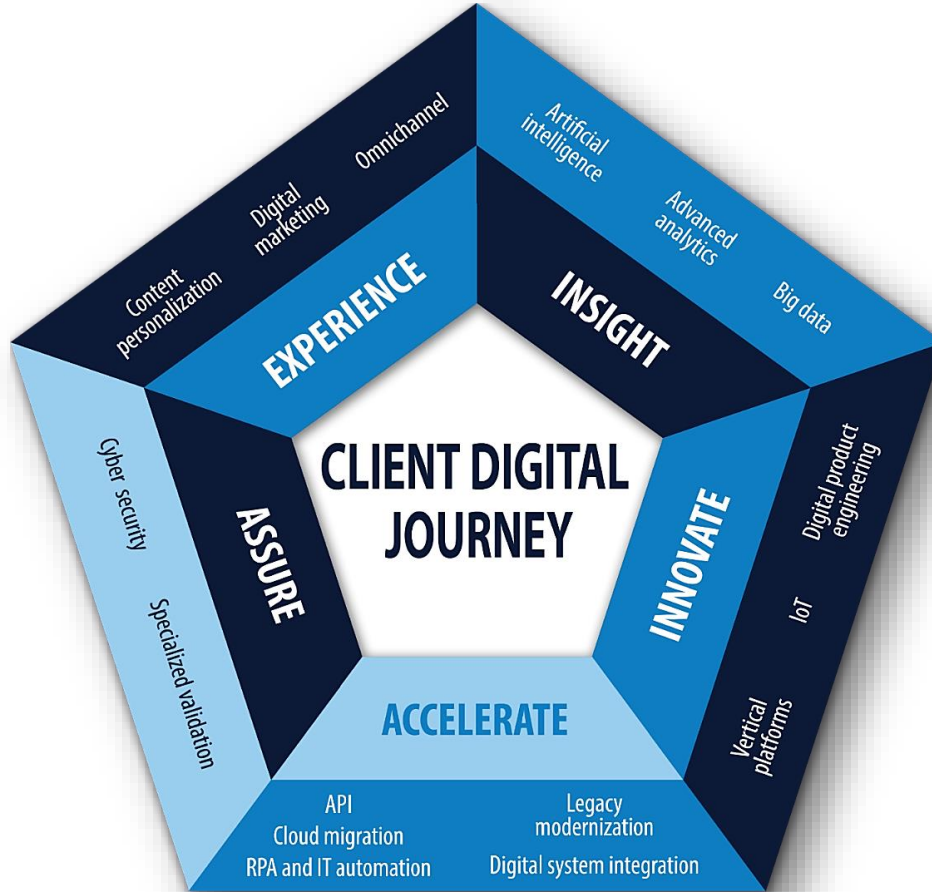 CLIENT DIGITAL
JOURNEY
EXPERIENCE
Content
personalization
Digital
marketing
Omnichannel
INSIGHT
Artificial
intelligence
Advanced
analytics
Big data
INNOVATE
Digital product
engineering
IoT
Vertical
platforms
ACCELERATE
API
Cloud migration
RPA and IT automation
Legacy
modernization
Digital system integration
ASSURE
Cyber security
Specialized validation